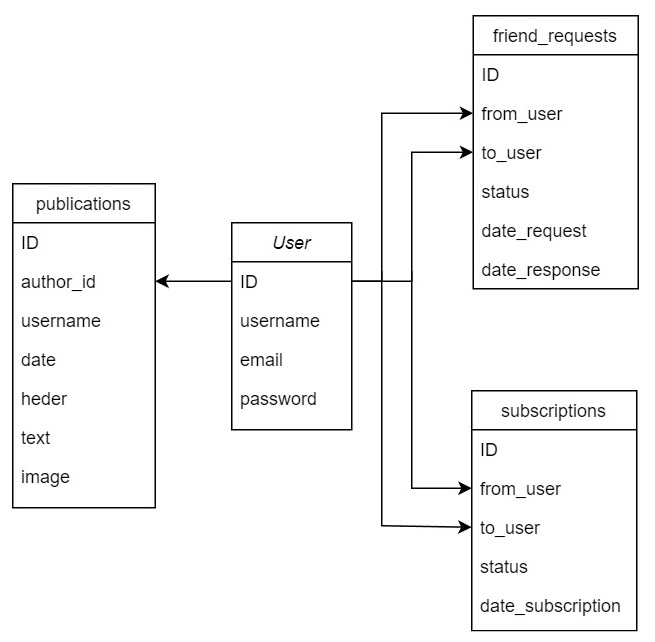 publications
ID
author_id
username
date
heder
text
image
User
ID
username
email
password
friend_requests
ID
from_user
to_user
status
date_request
date_response
subscriptions
ID
from_user
to_user
status
date_subscription